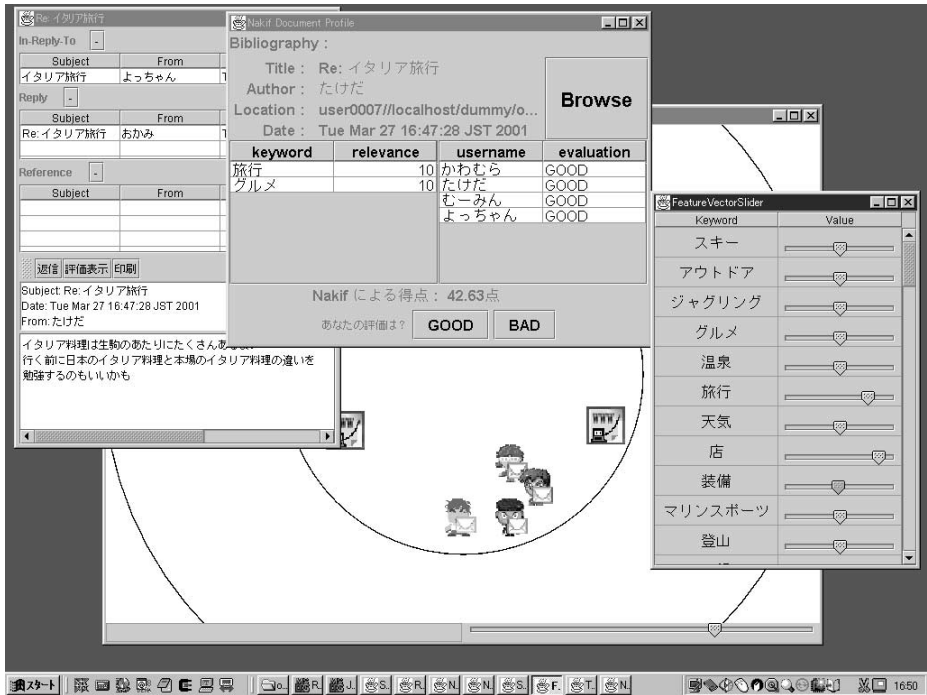 Re: イタリア旅行
In-Reply-To -
Subject From
イタリア旅行 よっちゃん
Reply -
Subject From
Re: イタリア旅行 おかみ
Reference -
Subject From
返信 評価表示 印刷
Subject: Re: イタリア旅行
Date: Tue Mar 27 16:47:28 JST 2001
From: たけだ
イタリア料理は生駒のあたりにたくさんあ
行く前に日本のイタリア料理と本場のイタリア料理の違いを
勉強するのもいいかも
Nakif Document Profile
Bibliography :
Title : Re: イタリア旅行
Author : たけだ
Location : user0007//localhost/dummy/o...
Date : Tue Mar 27 16:47:28 JST 2001
Browse
keyword relevance username evaluation
旅行 10 かわむら GOOD
グルメ 10 たけだ GOOD
むーみん GOOD
よっちゃん GOOD
Nakif による得点 : 42.63点
あなたの評価は? GOOD BAD
FeatureVectorSlider
Keyword Value
スキー
アウトドア
ジャグリング
グルメ
温泉
旅行
天気
店
装備
マリンスポーツ
登山
スタート o... R. J. S. R. N. N. S. F. T. N. 16:50